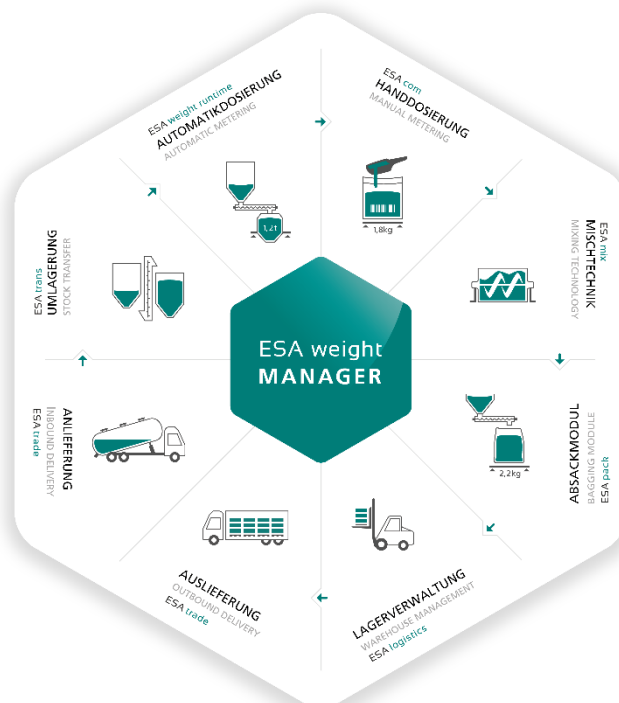 ESA weight runtime
AUTOMATIKDOSIERUNG
AUTOMATIC METERING
1,2t
ESA com
HANDDOSIERUNG
MANUAL METERING
1,8kg
ESA mix
MISCHTECHNIK
MIXING TECHNOLOGY
ABSACKMODUL
BAGGING MODULE
ESA pack
2,2kg
LAGERVERWALTUNG
WAREHOUSE MANAGEMENT
ESA logistics
AUSLIEFERUNG
OUTBOUND DELIVERY
ESA trade
ANLIEFERUNG
INBOUND DELIVERY
ESA trade
ESA trans
UMLAGERUNG
STOCK TRANSFER
ESA weight
MANAGER